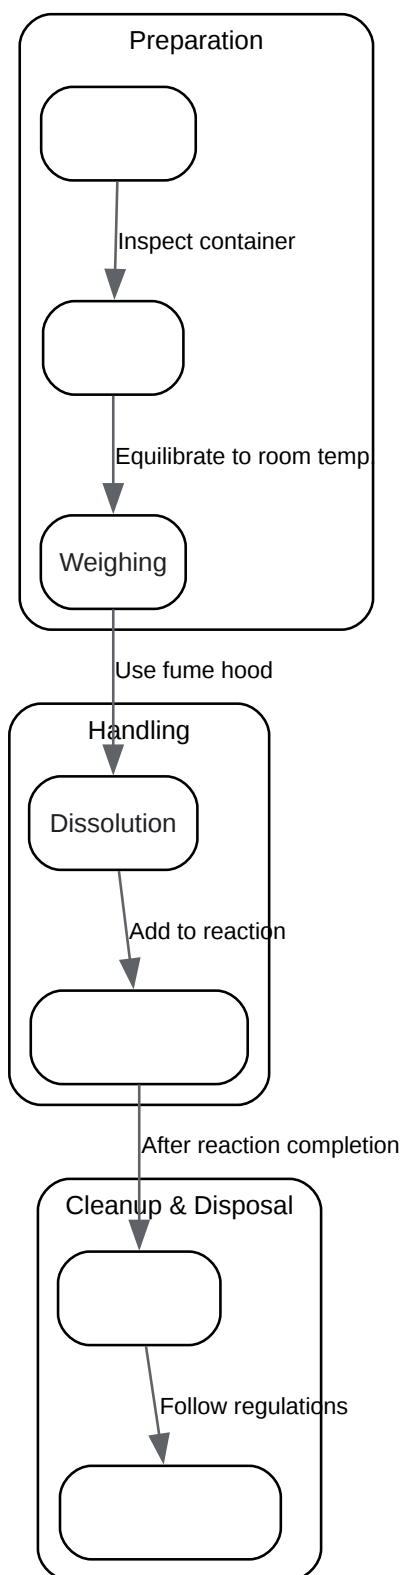 Preparation
Inspect container
Equilibrate to room temp.
Weighing
Use fume hood
Handling
Dissolution
Add to reaction
After reaction completion
Cleanup & Disposal
Follow regulations